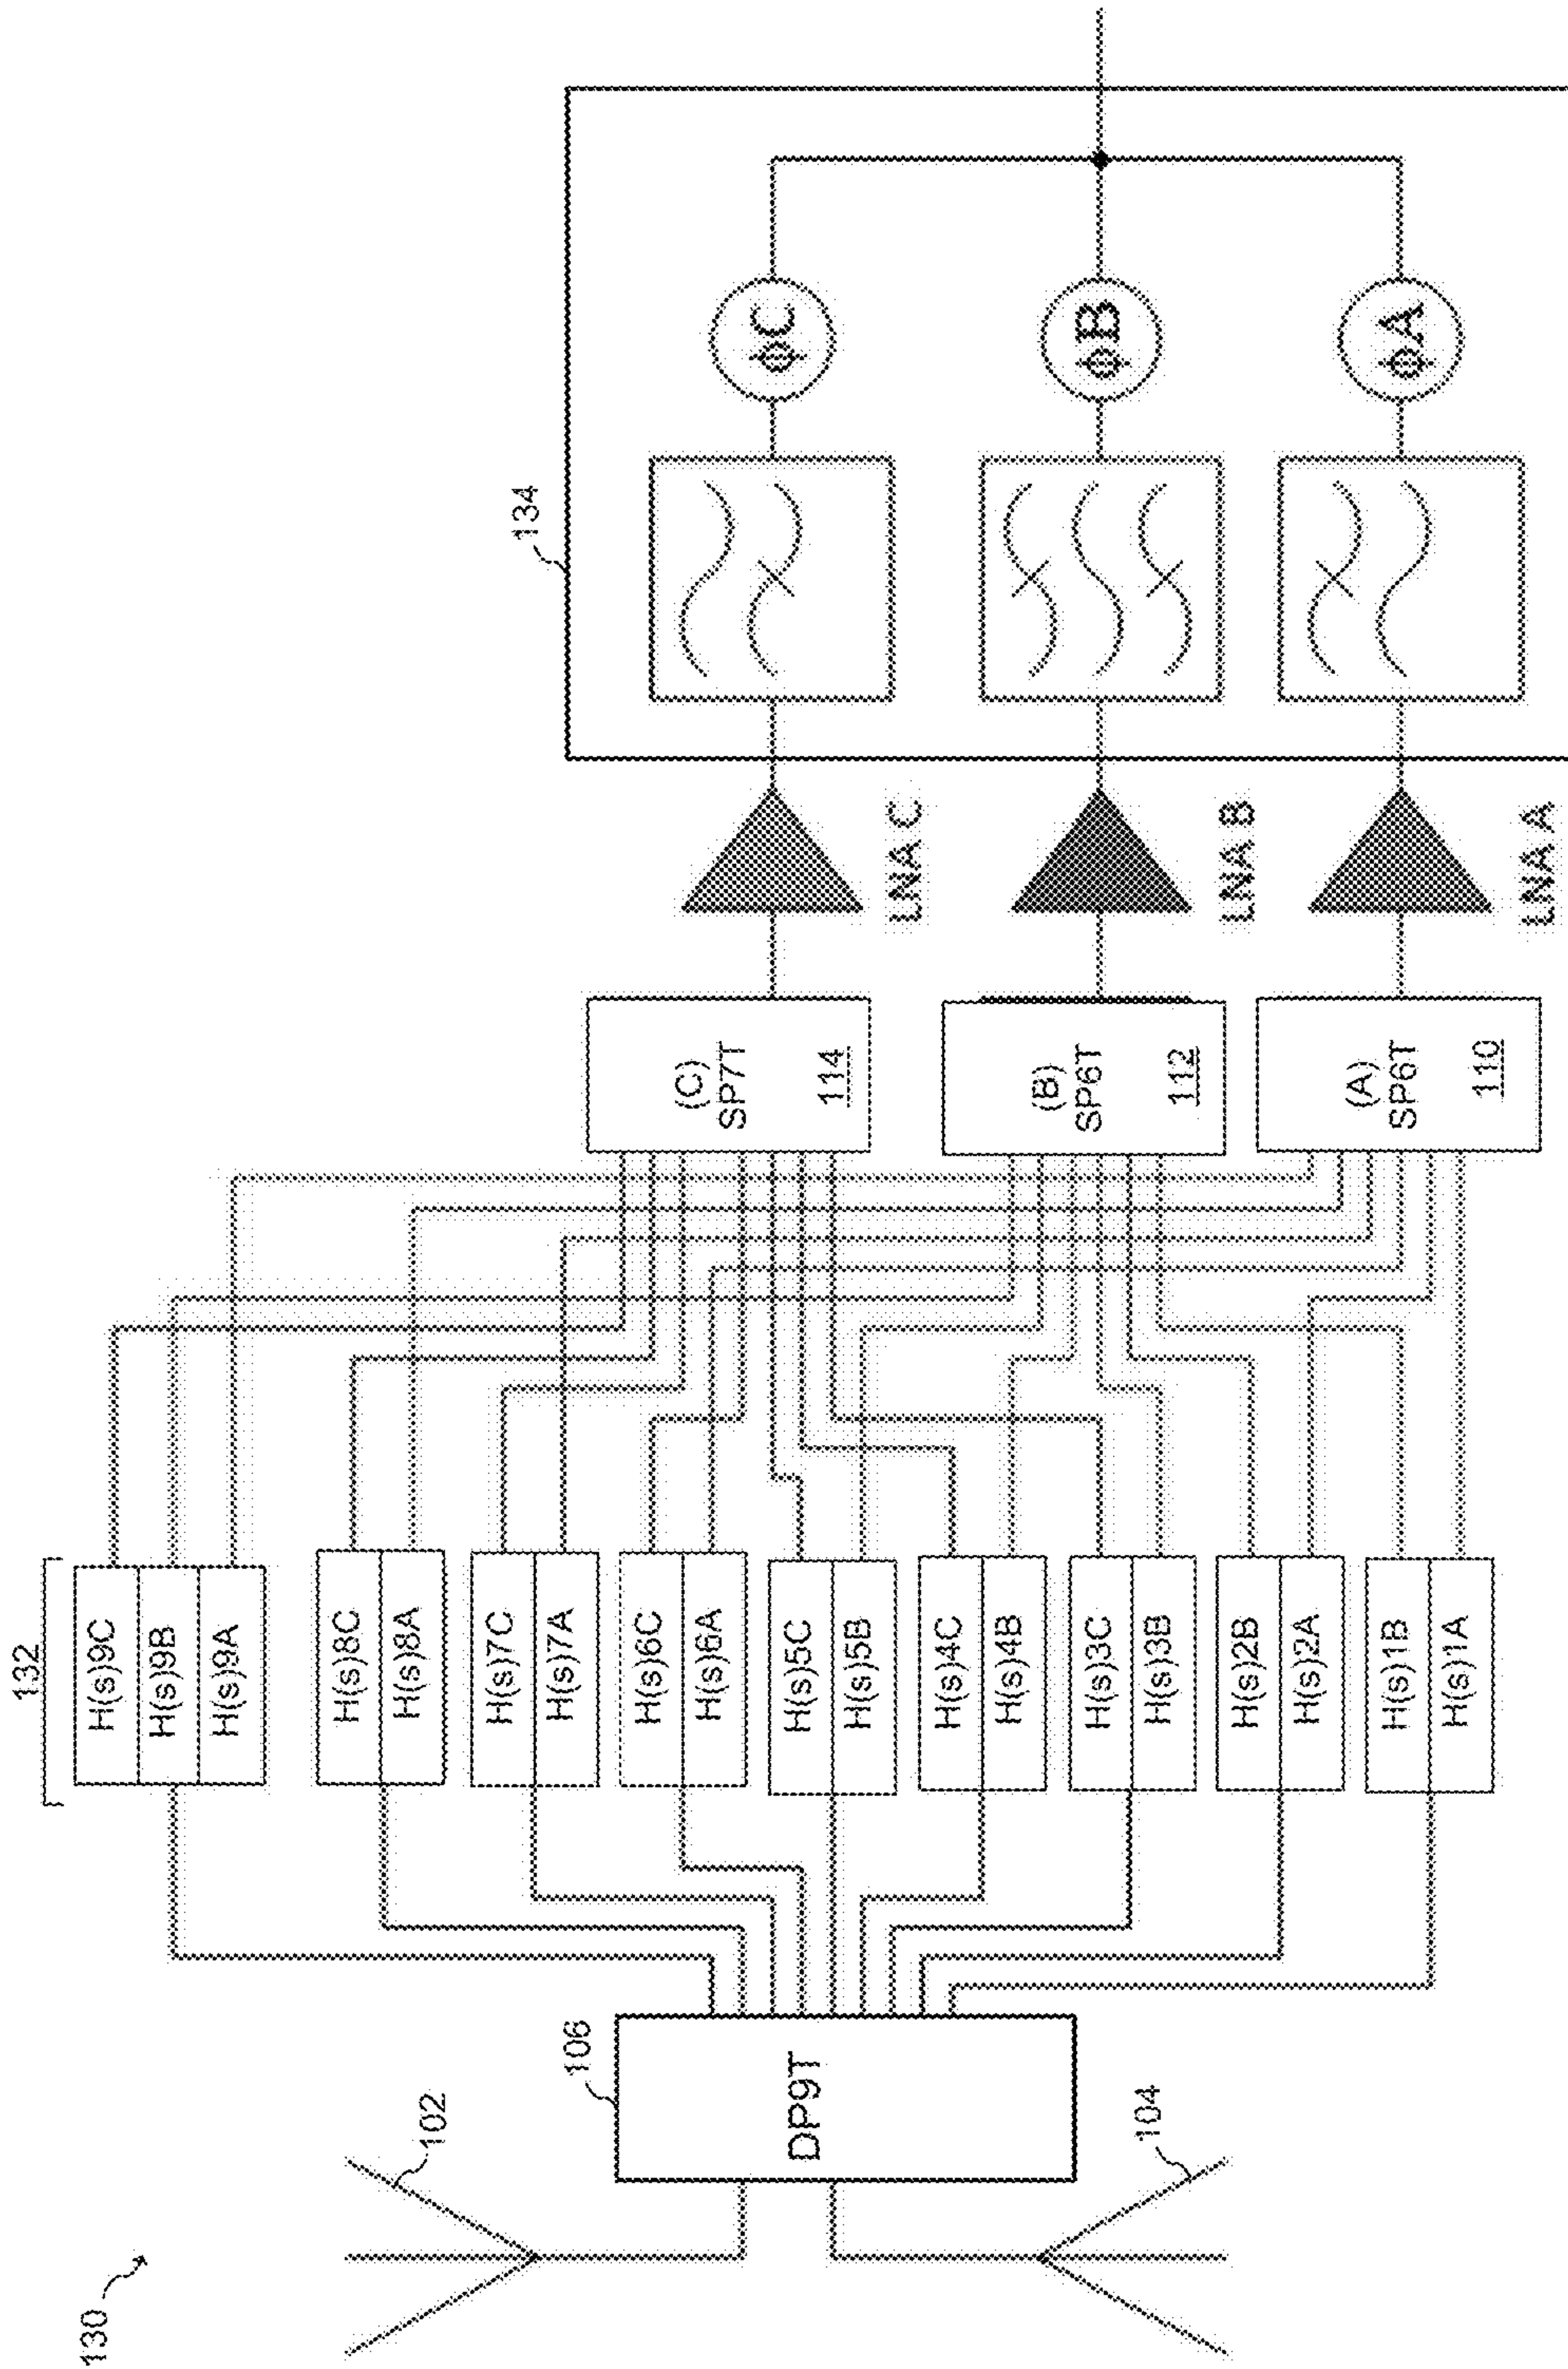 130
102
104
106
DP9T
132
H(s)9C
H(s)9B
H(s)9A
H(s)8C
H(s)8A
H(s)7C
H(s)7A
H(s)6C
H(s)6A
H(s)5C
H(s)5B
H(s)4C
H(s)4B
H(s)3C
H(s)3B
H(s)2B
H(s)2A
H(s)1B
H(s)1A
(C)
SP7T
114
(B)
SP6T
112
(A)
SP6T
110
LNA C
LNA B
LNA A
134
ϕC
ϕB
ϕA